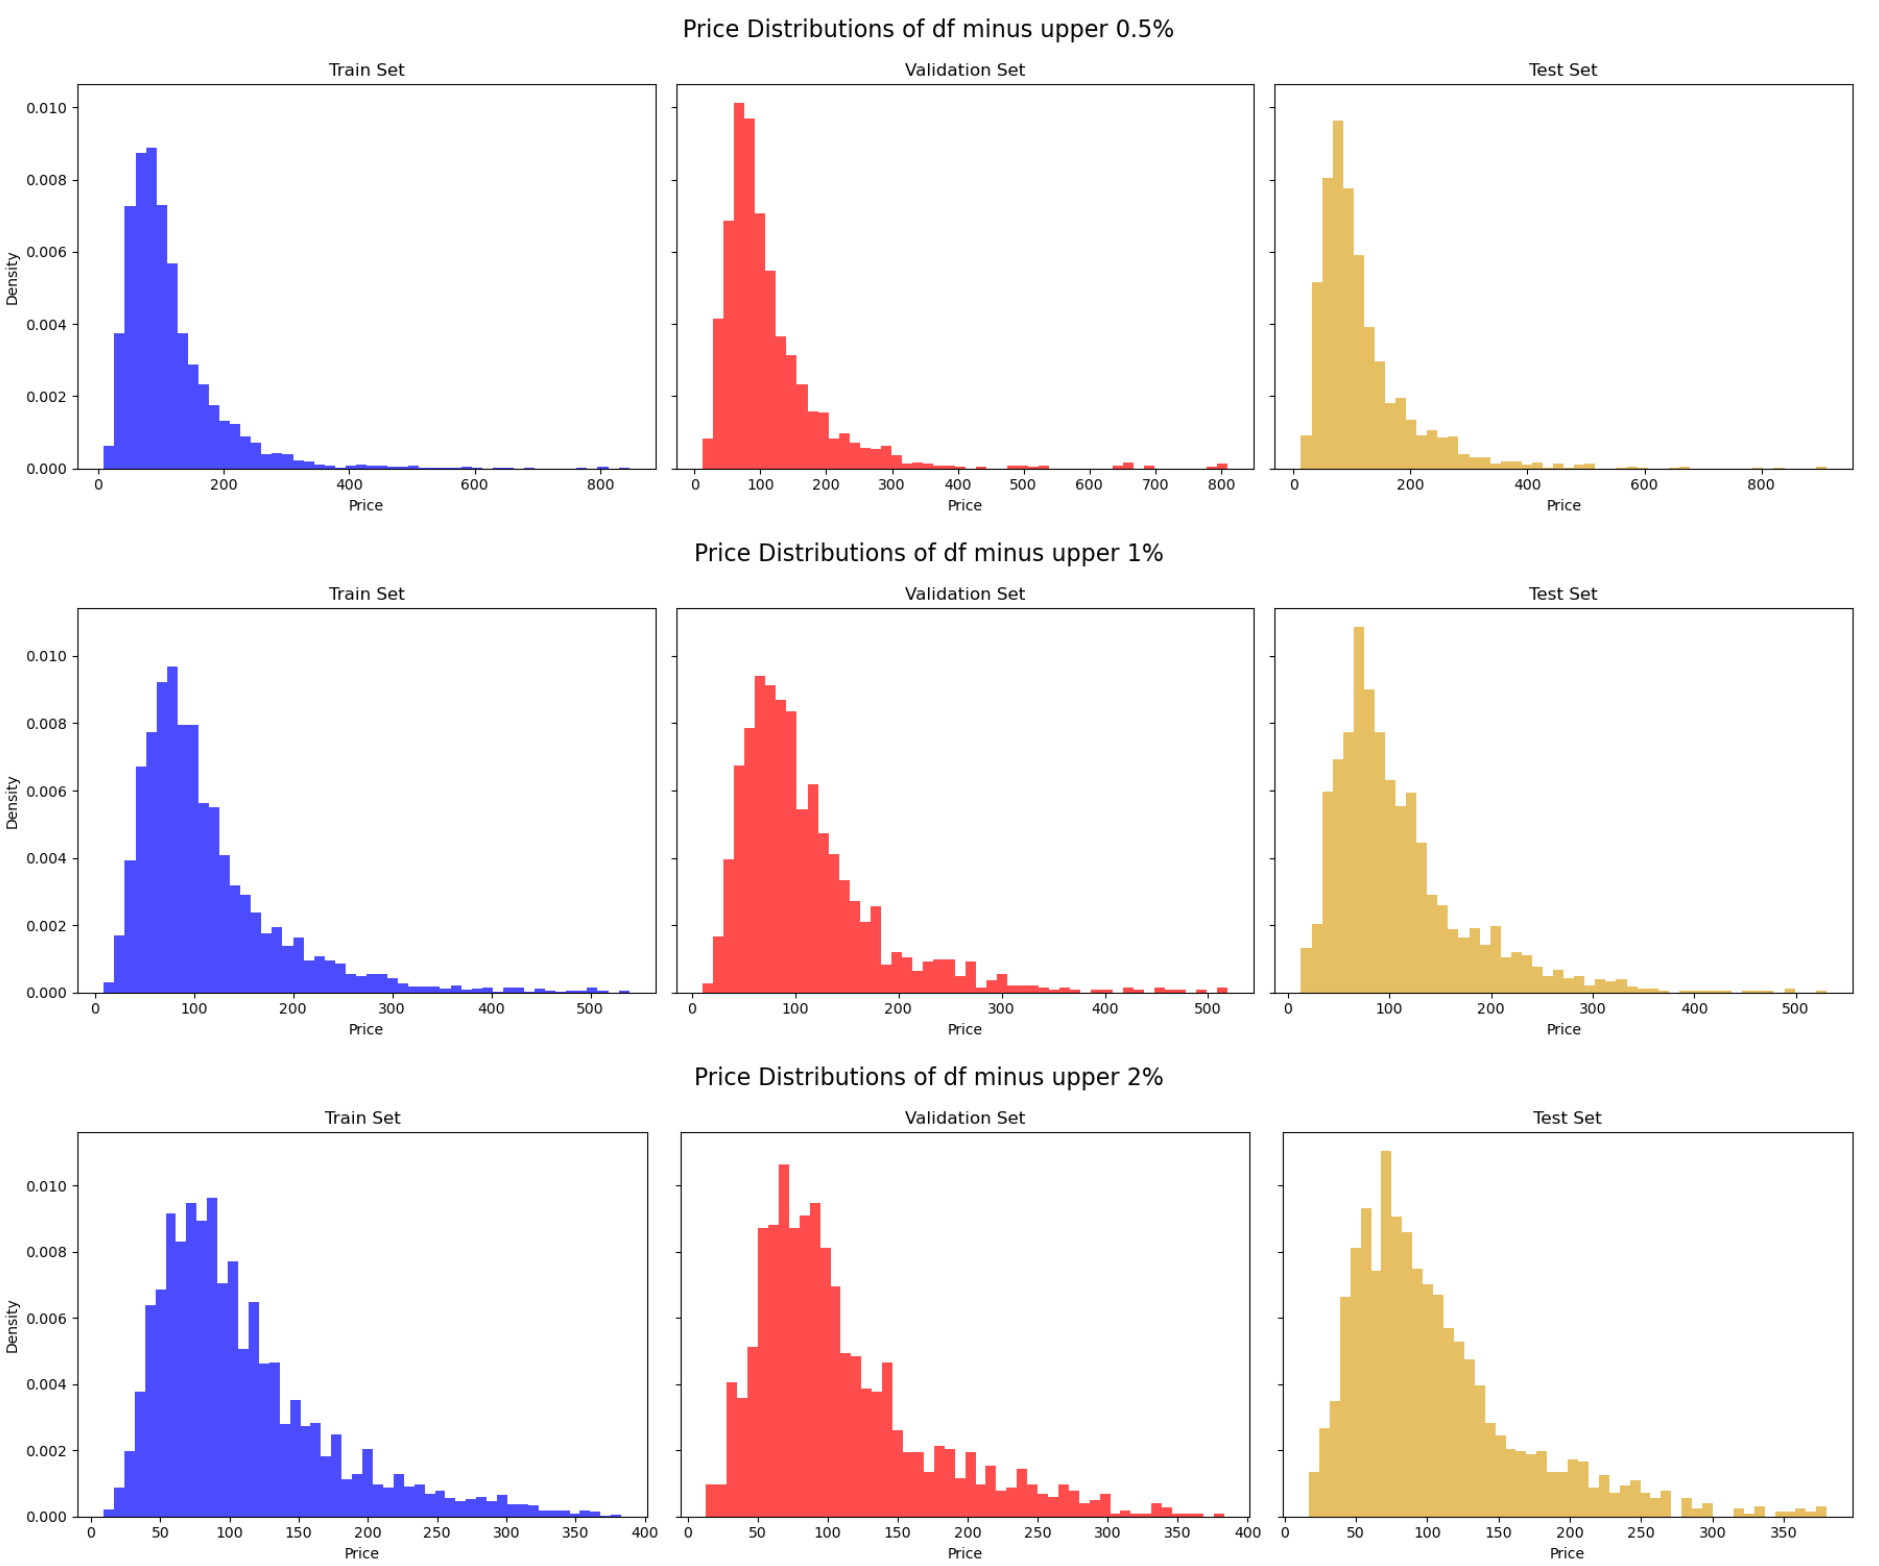 Price Distributions of df minus upper 0.5%
Train Set
Validation Set
Test Set
0.010
0.008
0.006
0.004
0.002
0.000
Density
0 200 400 600 800
0 100 200 300 400 500 600 700 800
0 200 400 600 800
Price
Price
Price
Price Distributions of df minus upper 1%
Train Set
Validation Set
Test Set
0.010
0.008
0.006
0.004
0.002
0.000
Density
0 100 200 300 400 500
0 100 200 300 400 500
0 100 200 300 400 500
Price
Price
Price
Price Distributions of df minus upper 2%
Train Set
Validation Set
Test Set
0.010
0.008
0.006
0.004
0.002
0.000
Density
0 50 100 150 200 250 300 350 400
0 50 100 150 200 250 300 350 400
0 50 100 150 200 250 300 350
Price
Price
Price